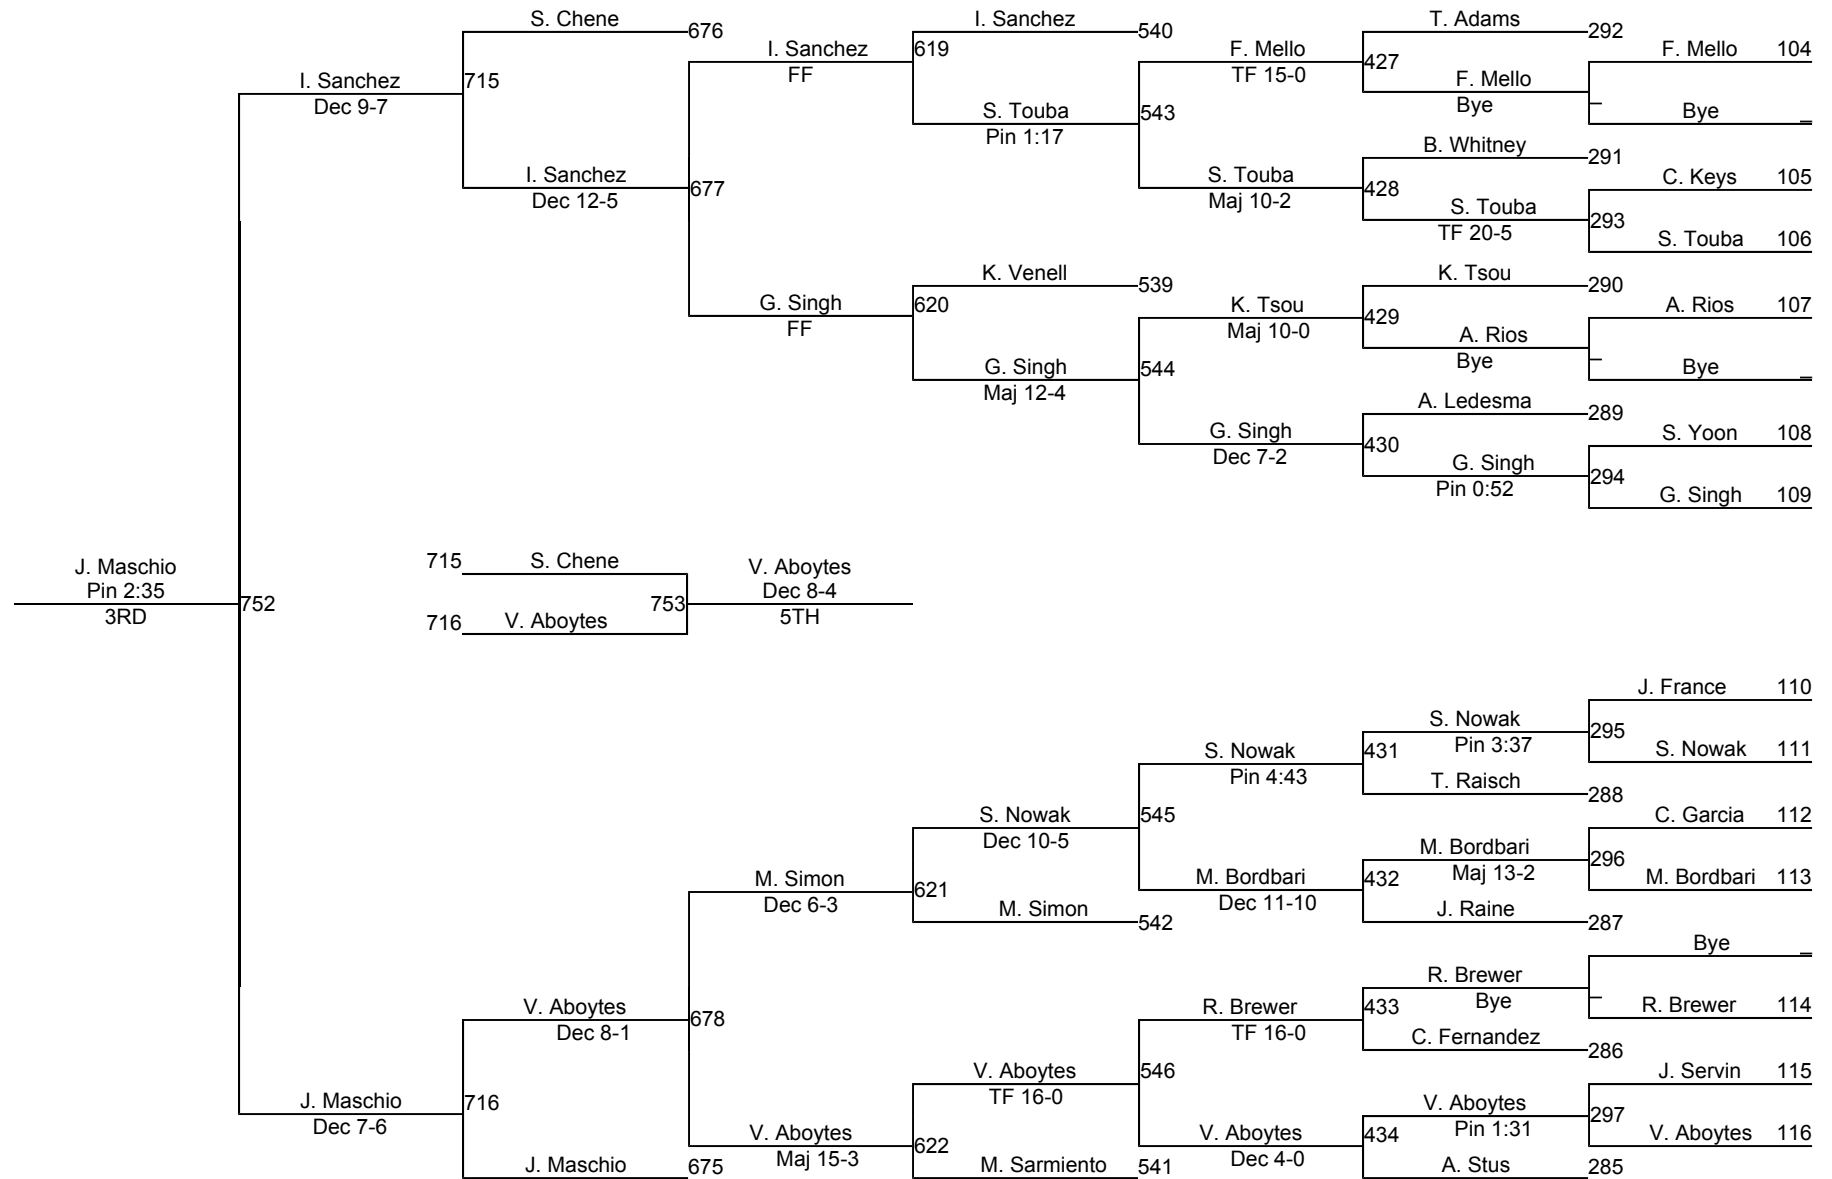 S. Chene 676
I. Sanchez 540
T. Adams 292
I. Sanchez 619
FF
F. Mello
TF 15-0
427
F. Mello 104
I. Sanchez 715
Dec 9-7
F. Mello
Bye
_
Bye _
S. Touba 543
Pin 1:17
B. Whitney 291
I. Sanchez 677
Dec 12-5
S. Touba 428
Maj 10-2
C. Keys 105
S. Touba 293
TF 20-5
S. Touba 106
K. Venell 539
K. Tsou 290
G. Singh 620
FF
K. Tsou 429
Maj 10-0
A. Rios 107
A. Rios
Bye
_
Bye _
G. Singh 544
Maj 12-4
A. Ledesma 289
G. Singh 430
Dec 7-2
S. Yoon 108
G. Singh 294
Pin 0:52
G. Singh 109
J. Maschio
Pin 2:35
3RD
752
715 S. Chene
753
716 V. Aboytes
V. Aboytes
Dec 8-4
5TH
J. France 110
S. Nowak 295
Pin 3:37
S. Nowak 111
S. Nowak 431
Pin 4:43
T. Raisch 288
S. Nowak 545
Dec 10-5
C. Garcia 112
M. Bordbari 296
Maj 13-2
M. Bordbari 113
M. Simon 621
Dec 6-3
M. Bordbari 432
Dec 11-10
M. Simon 542
J. Raine 287
Bye _
R. Brewer
Bye
_
R. Brewer 114
V. Aboytes 678
Dec 8-1
R. Brewer 433
TF 16-0
C. Fernandez 286
V. Aboytes 546
TF 16-0
J. Servin 115
J. Maschio 716
Dec 7-6
V. Aboytes 297
Pin 1:31
V. Aboytes 116
V. Aboytes 622
Maj 15-3
V. Aboytes 434
Dec 4-0
J. Maschio 675
M. Sarmiento 541
A. Stus 285